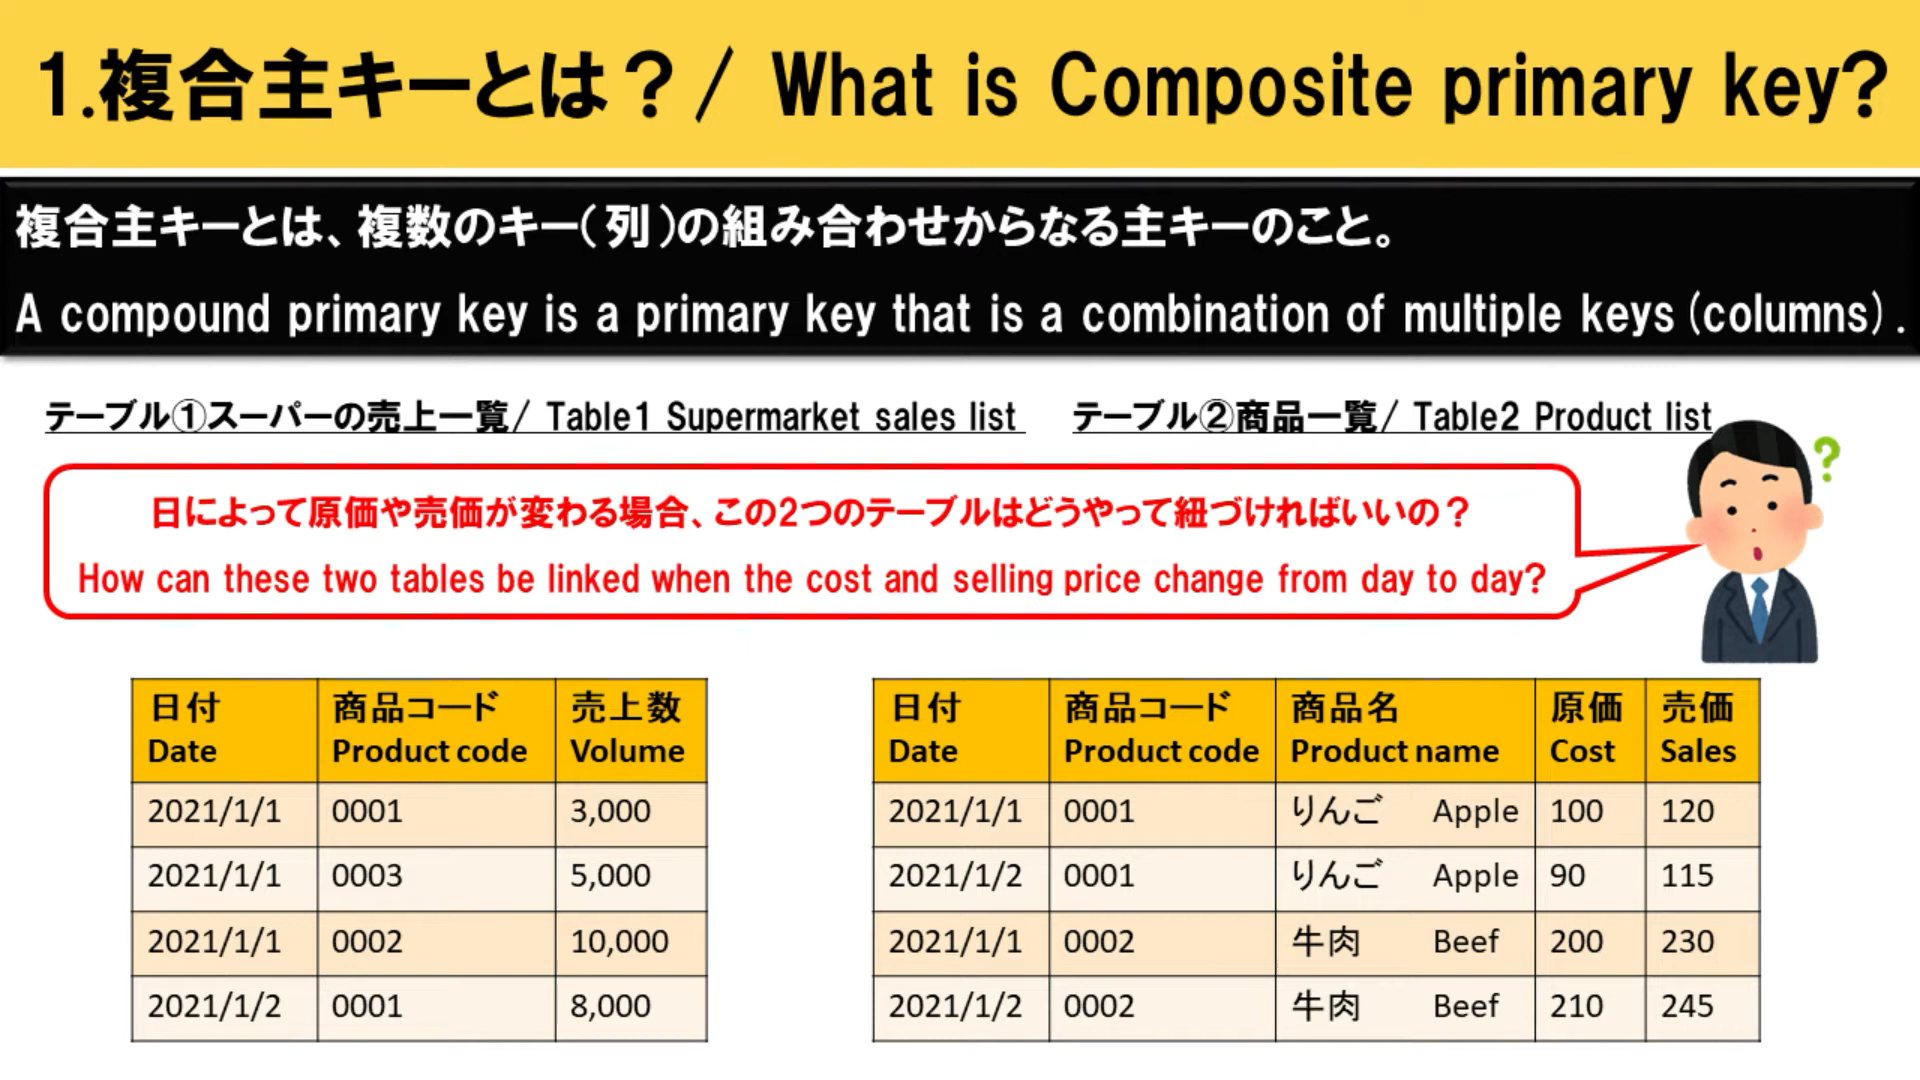 1.複合主キーとは？/ What is Composite primary key?
複合主キーとは、複数のキー(列)の組み合わせからなる主キーのこと。
A compound primary key is a primary key that is a combination of multiple keys (columns).
テーブル①スーパーの売上一覧/ Table1 Supermarket sales list
テーブル②商品一覧/ Table2 Product list
?
日によって原価や売価が変わる場合、この2つのテーブルはどうやって紐づければいいの？
How can these two tables be linked when the cost and selling price change from day to day?
日付 商品コード 売上数
Date Product code Volume
2021/1/1 0001 3,000
2021/1/1 0003 5,000
2021/1/1 0002 10,000
2021/1/2 0001 8,000
日付 商品コード 商品名 原価 売価
Date Product code Product name Cost Sales
2021/1/1 0001 りんご Apple 100 120
2021/1/2 0001 りんご Apple 90 115
2021/1/1 0002 牛肉 Beef 200 230
2021/1/2 0002 牛肉 Beef 210 245